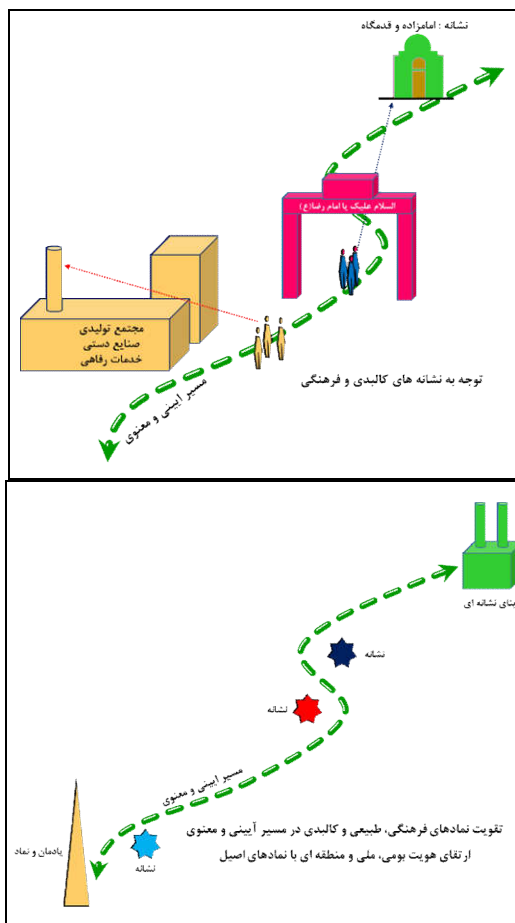 نشانه : امامزاده و قدمگاه
السلام علیک یا امام رضا(ع)
مجتمع تولیدی
صنایع دستی
خدمات رفاهی
توجه به نشانه های کالبدی و فرهنگی
مسیر ایینی و معنوی
بنای نشانه ای
نشانه
نشانه
مسیر ایینی و معنوی
تقویت نمادهای فرهنگی، طبیعی و کالبدی در مسیر آیینی و معنوی
یادمان و نماد
ارتقای هویت بومی، ملی و منطقه ای با نمادهای اصیل
نشانه